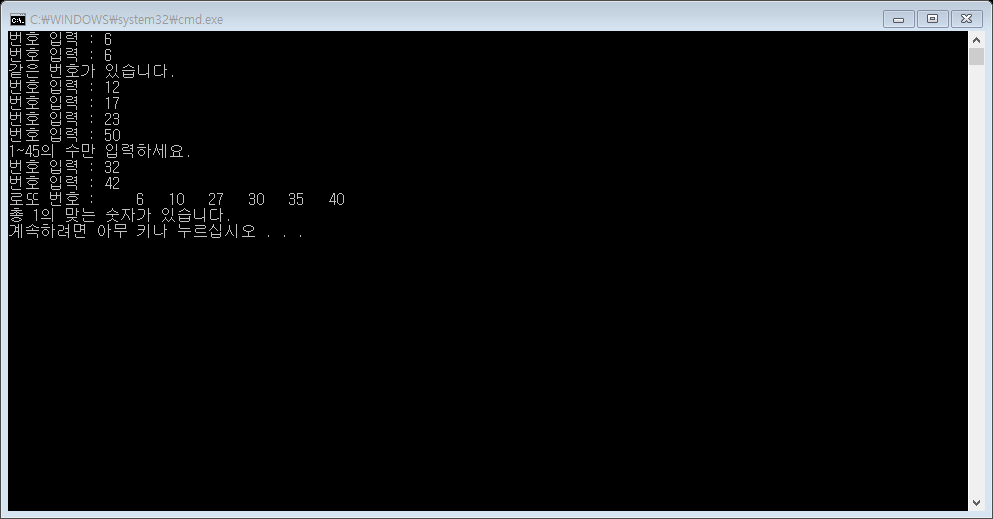 C:\WINDOWS\system32\cmd.exe
번호 입력 : 6
번호 입력 : 6
같은 번호가 있습니다.
번호 입력 : 12
번호 입력 : 17
번호 입력 : 23
번호 입력 : 50
1~45의 수만 입력하세요.
번호 입력 : 32
번호 입력 : 42
로또 번호 :     6   10   27   30   35   40
총 1의 맞는 숫자가 있습니다.
계속하려면 아무 키나 누르십시오 . . .